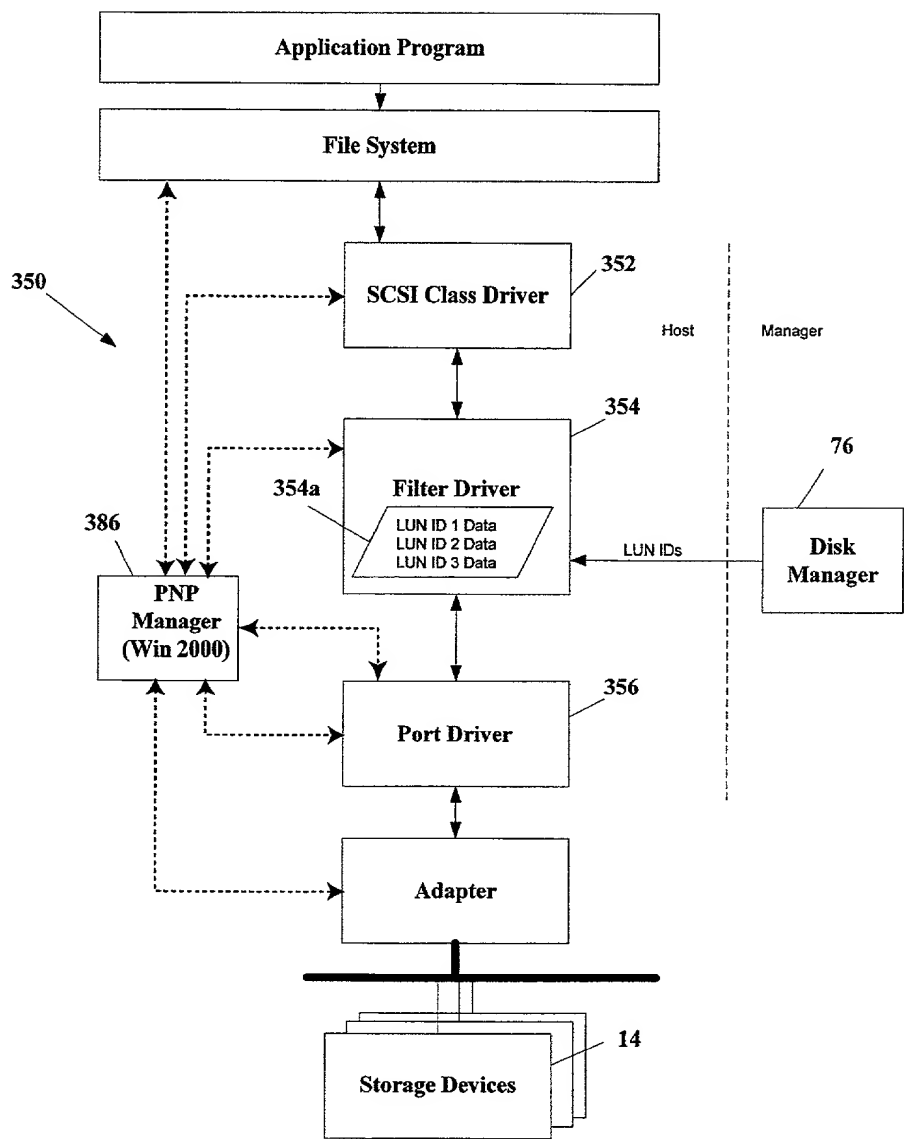 Application Program
File System
352
350
SCSI Class Driver
Host
Manager
354
76
Filter Driver
354a
LUN ID 1 Data
LUN ID 2 Data
LUN ID 3 Data
386
LUN IDs
Disk
Manager
PNP
Manager
(Win 2000)
356
Port Driver
Adapter
14
Storage Devices